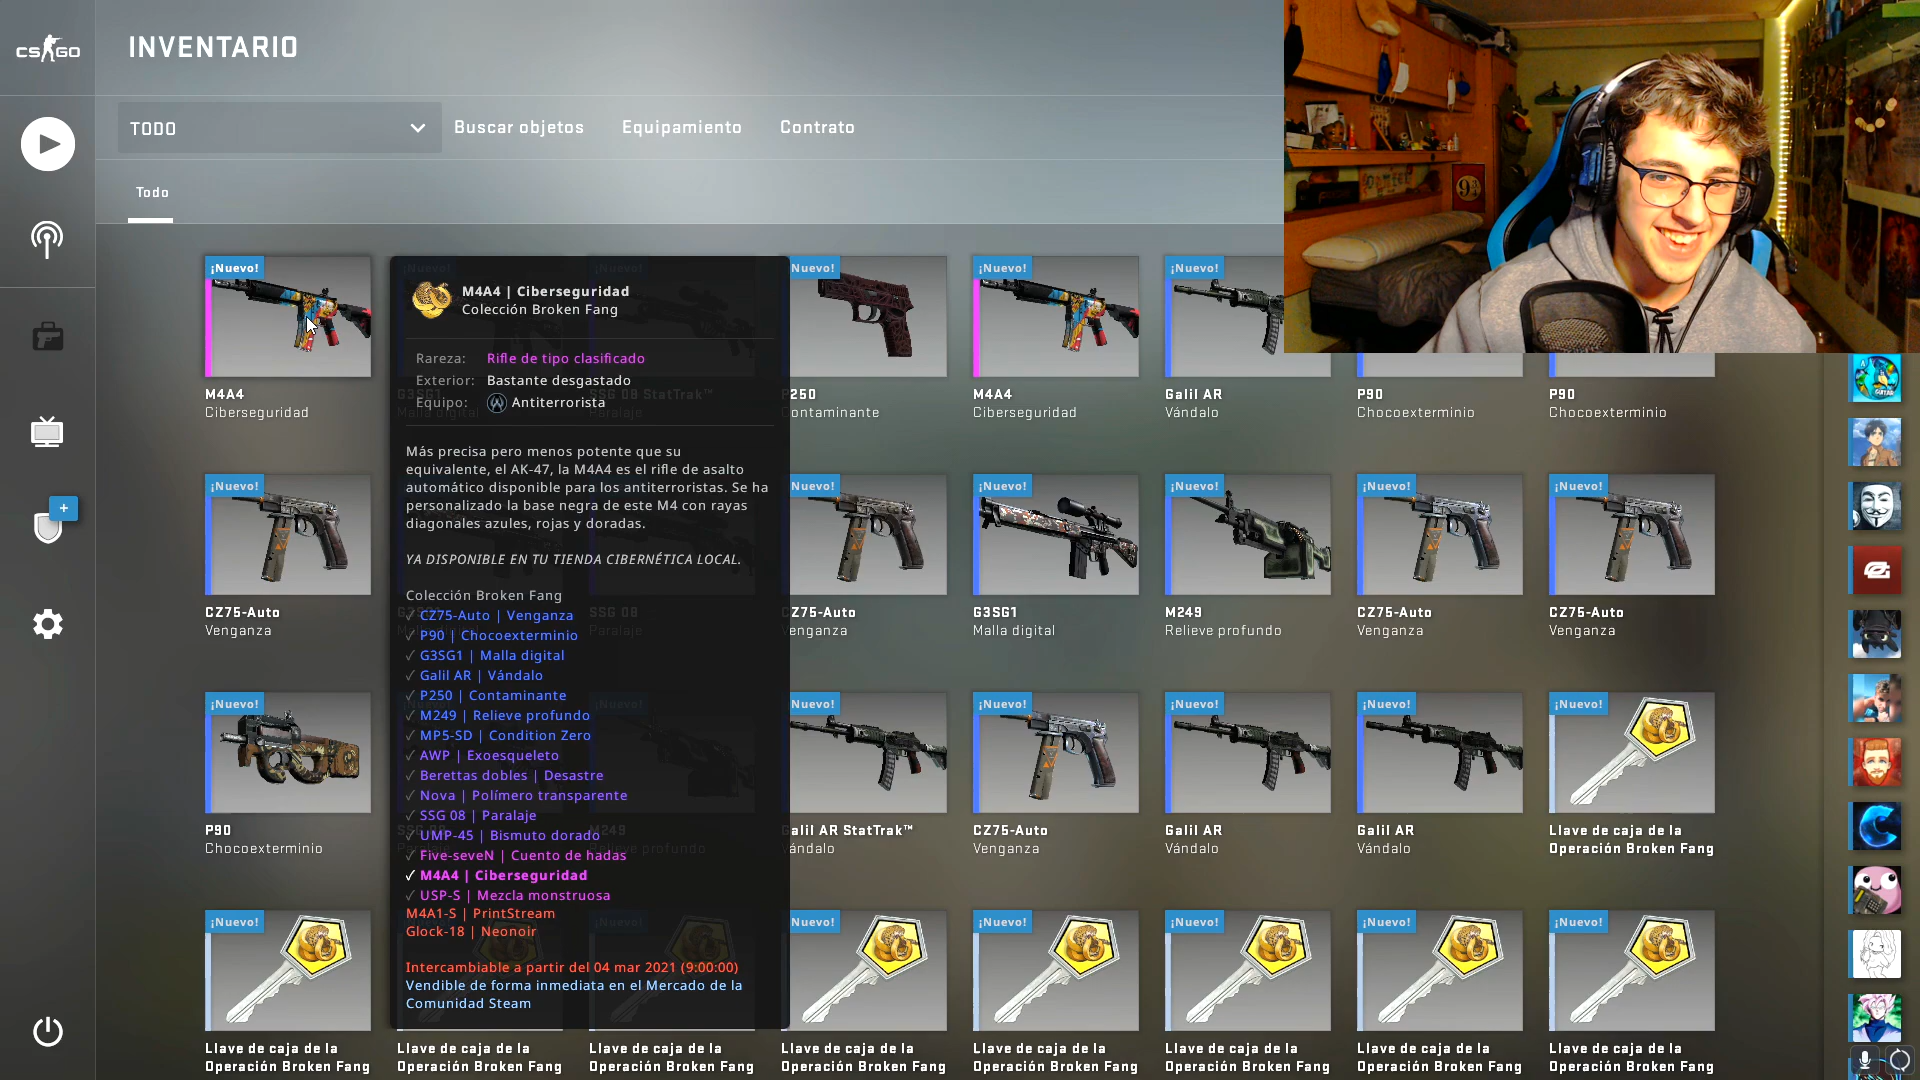 CS GO
INVENTARIO
TODO
Buscar objetos
Equipamiento
Contrato
Todo
¡Nuevo!
M4A4
Ciberseguridad
M4A4 | Ciberseguridad
Colección Broken Fang
Rareza: Rifle de tipo clasificado
Exterior: Bastante desgastado
Equipo: Antiterrorista
Más precisa pero menos potente que su
equivalente, el AK-47, la M4A4 es el rifle de asalto
automático disponible para los antiterroristas. Se ha
personalizado la base negra de este M4 con rayas
diagonales azules, rojas y doradas.
YA DISPONIBLE EN TU TIENDA CIBERNÉTICA LOCAL.
Colección Broken Fang
✓ CZ75-Auto | Venganza
✓ P90 | Chocoexterminio
✓ G3SG1 | Malla digital
✓ Galil AR | Vándalo
✓ P250 | Contaminante
✓ M249 | Relieve profundo
✓ MP5-SD | Condition Zero
✓ AWP | Exoesqueleto
✓ Berettas dobles | Desastre
✓ Nova | Polímero transparente
✓ SSG 08 | Paralaje
✓ UMP-45 | Bismuto dorado
✓ Five-seveN | Cuento de hadas
✓ M4A4 | Ciberseguridad
✓ USP-S | Mezcla monstruosa
M4A1-S | PrintStream
Glock-18 | Neonoir
Intercambiable a partir del 04 mar 2021 (9:00:00)
Vendible de forma inmediata en el Mercado de la
Comunidad Steam
Nuevo!
P250
Contaminante
¡Nuevo!
M4A4
Ciberseguridad
¡Nuevo!
Galil AR
Vándalo
P90
Chocoexterminio
P90
Chocoexterminio
9¾
¡Nuevo!
CZ75-Auto
Venganza
SSG 08
Paralaje
Nuevo!
CZ75-Auto
Venganza
¡Nuevo!
G3SG1
Malla digital
¡Nuevo!
M249
Relieve profundo
¡Nuevo!
CZ75-Auto
Venganza
¡Nuevo!
CZ75-Auto
Venganza
¡Nuevo!
P90
Chocoexterminio
Nuevo!
Galil AR StatTrak™
Vándalo
¡Nuevo!
CZ75-Auto
Venganza
¡Nuevo!
Galil AR
Vándalo
¡Nuevo!
Galil AR
Vándalo
¡Nuevo!
Llave de caja de la
Operación Broken Fang
¡Nuevo!
Llave de caja de la
Operación Broken Fang
Llave de caja de la
Operación Broken Fang
Llave de caja de la
Operación Broken Fang
Nuevo!
Llave de caja de la
Operación Broken Fang
¡Nuevo!
Llave de caja de la
Operación Broken Fang
¡Nuevo!
Llave de caja de la
Operación Broken Fang
¡Nuevo!
Llave de caja de la
Operación Broken Fang
¡Nuevo!
Llave de caja de la
Operación Broken Fang